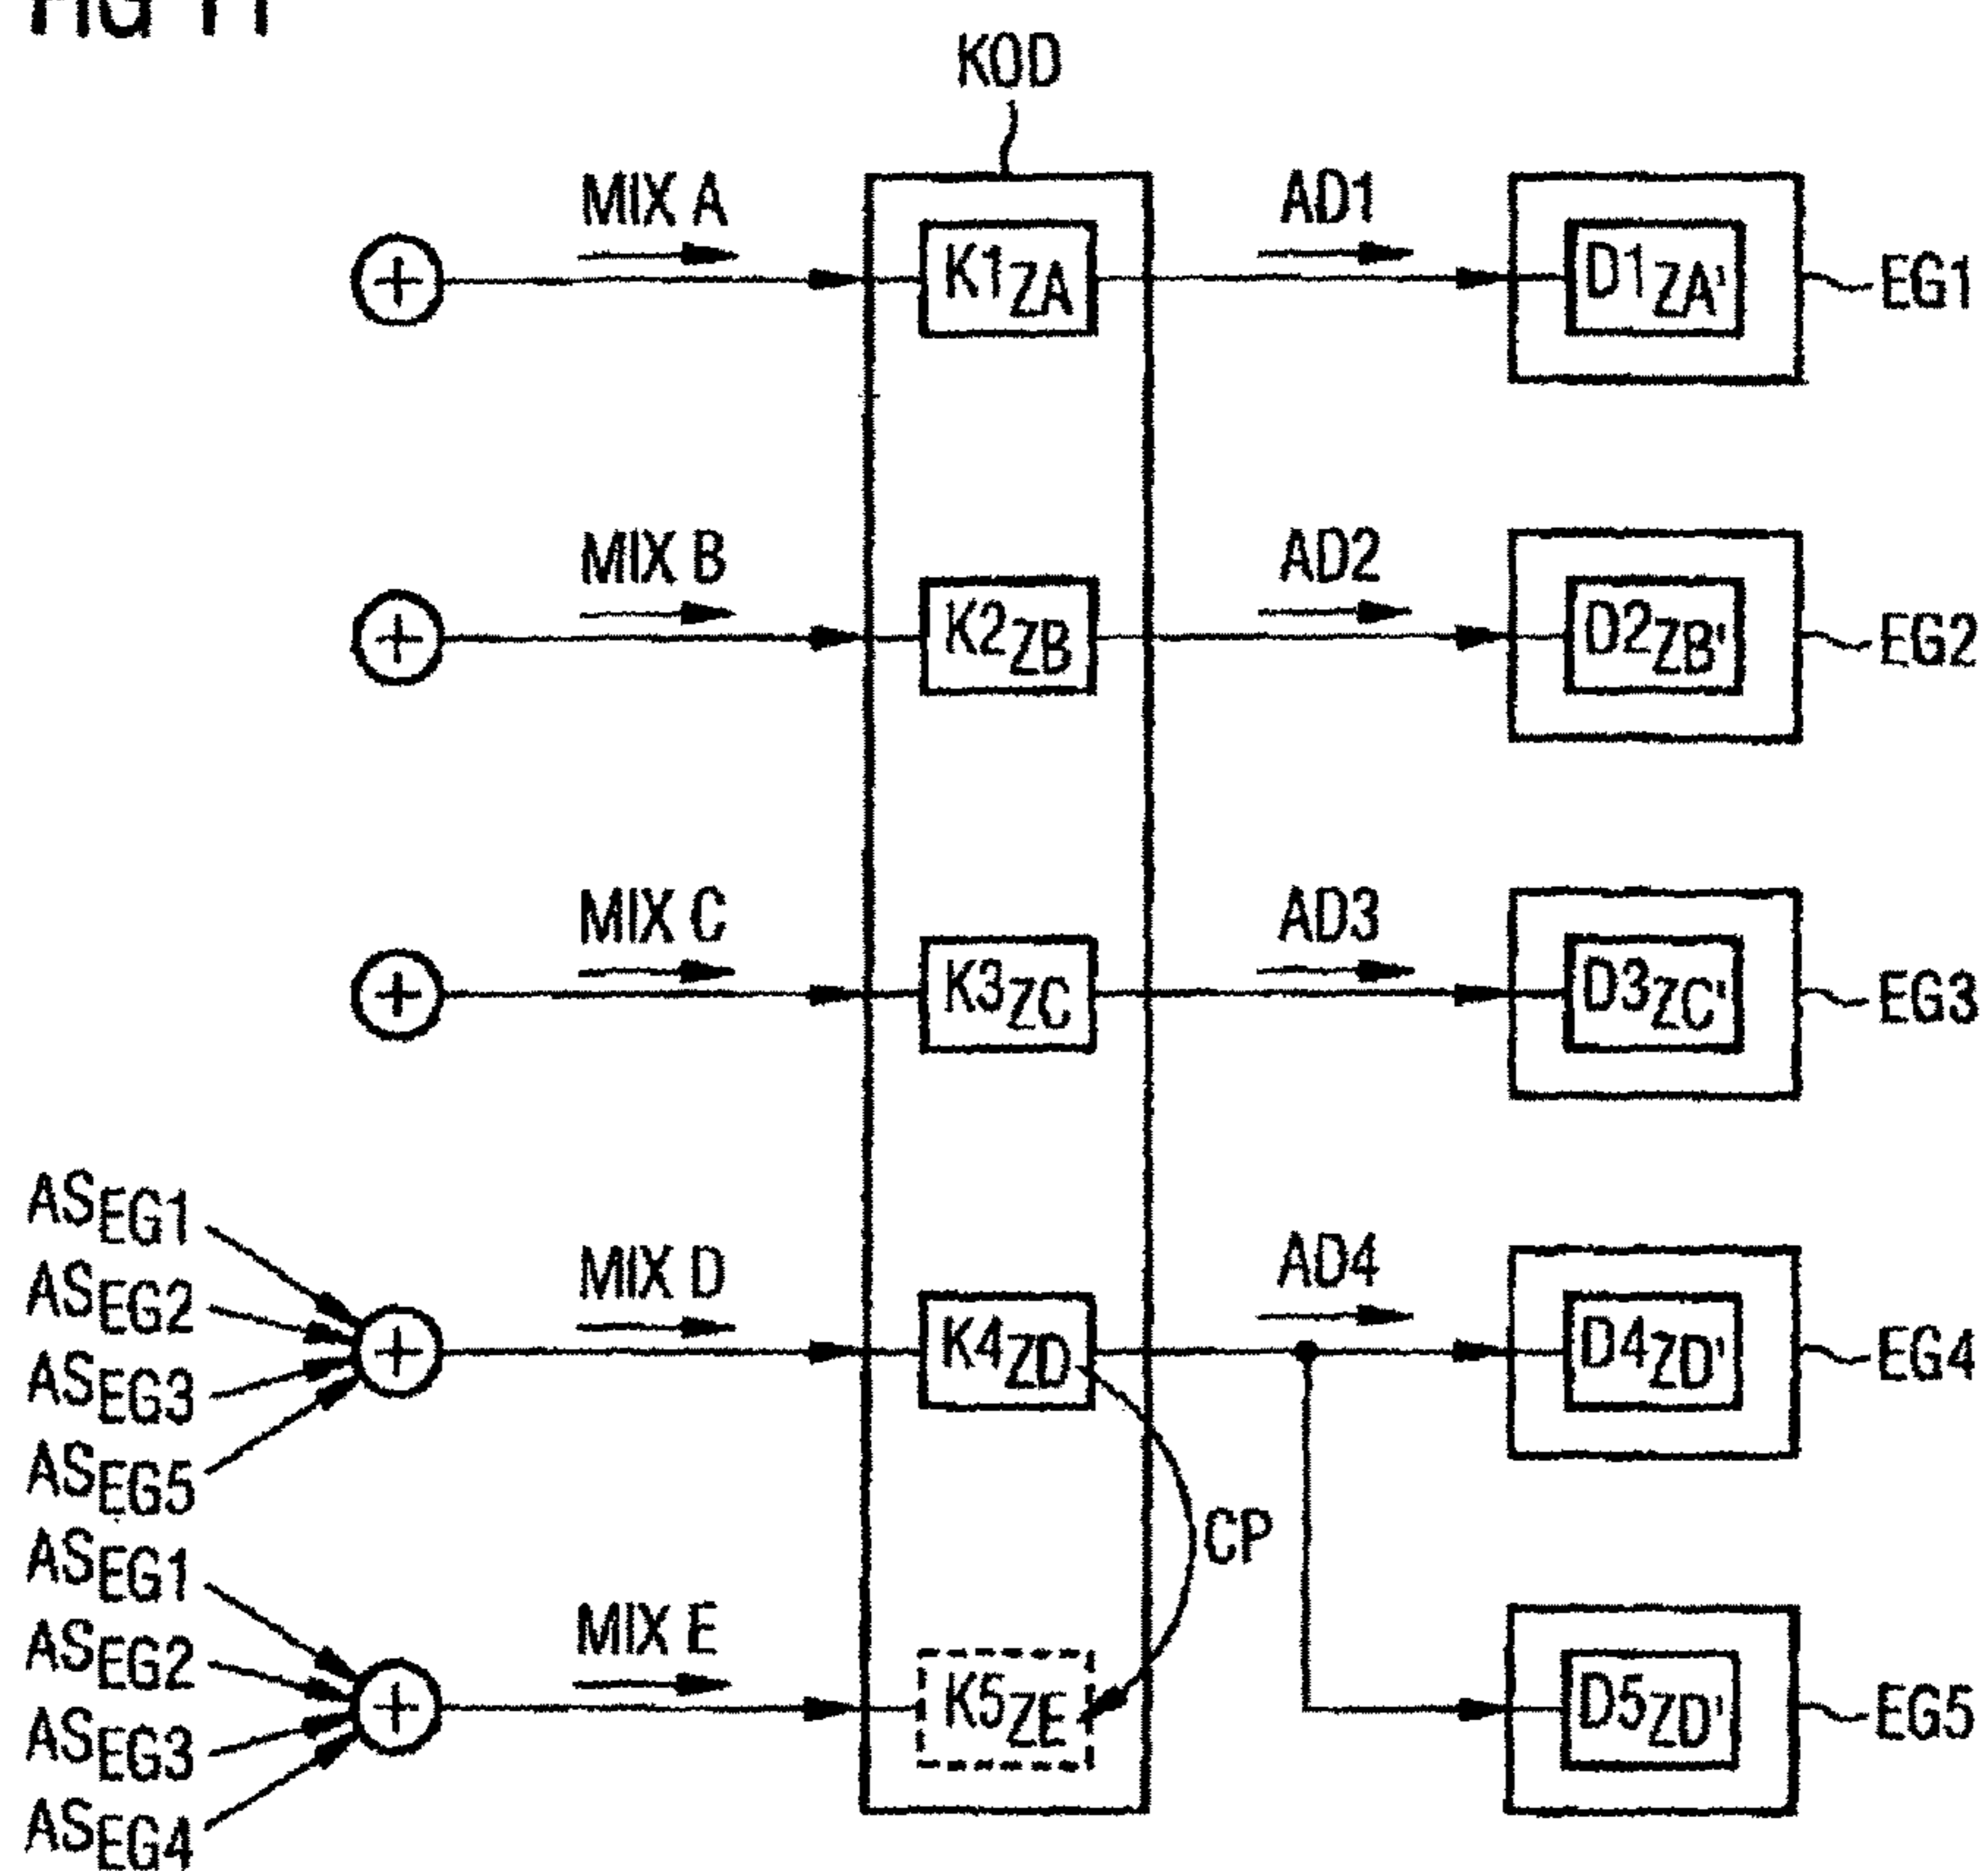 FIG 11
KOD
MIX A
AD1
K1ZA
D1ZA'
EG1
MIX B
AD2
K2ZB
D2ZB'
EG2
MIX C
AD3
K3ZC
D3ZC'
EG3
ASEG1
ASEG2
ASEG3
ASEG5
MIX D
AD4
K4ZD
D4ZD'
EG4
CP
ASEG1
ASEG2
ASEG3
ASEG4
MIX E
K5ZE
D5ZD'
EG5